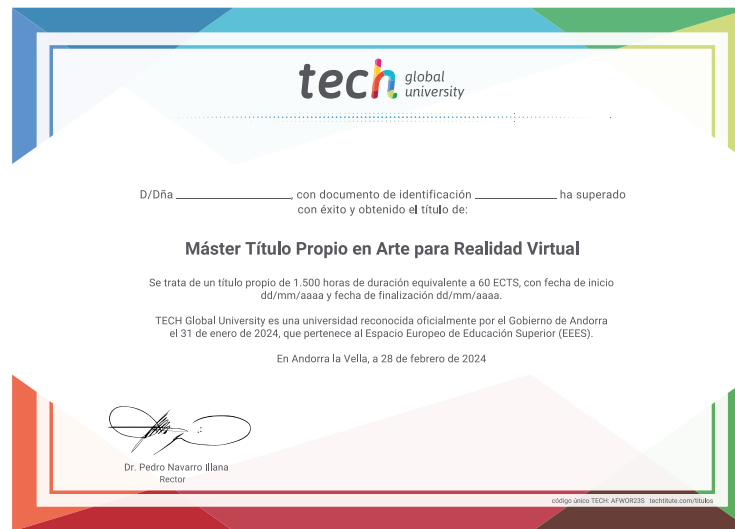 tech global university
D/Dña ____________________, con documento de identificación ______________ ha superado
con éxito y obtenido el título de:
Máster Título Propio en Arte para Realidad Virtual
Se trata de un título propio de 1.500 horas de duración equivalente a 60 ECTS, con fecha de inicio
dd/mm/aaaa y fecha de finalización dd/mm/aaaa.
TECH Global University es una universidad reconocida oficialmente por el Gobierno de Andorra
el 31 de enero de 2024, que pertenece al Espacio Europeo de Educación Superior (EEES).
En Andorra la Vella, a 28 de febrero de 2024
Dr. Pedro Navarro Illana
Rector
código único TECH: AFWOR23S techtitute.com/titulos